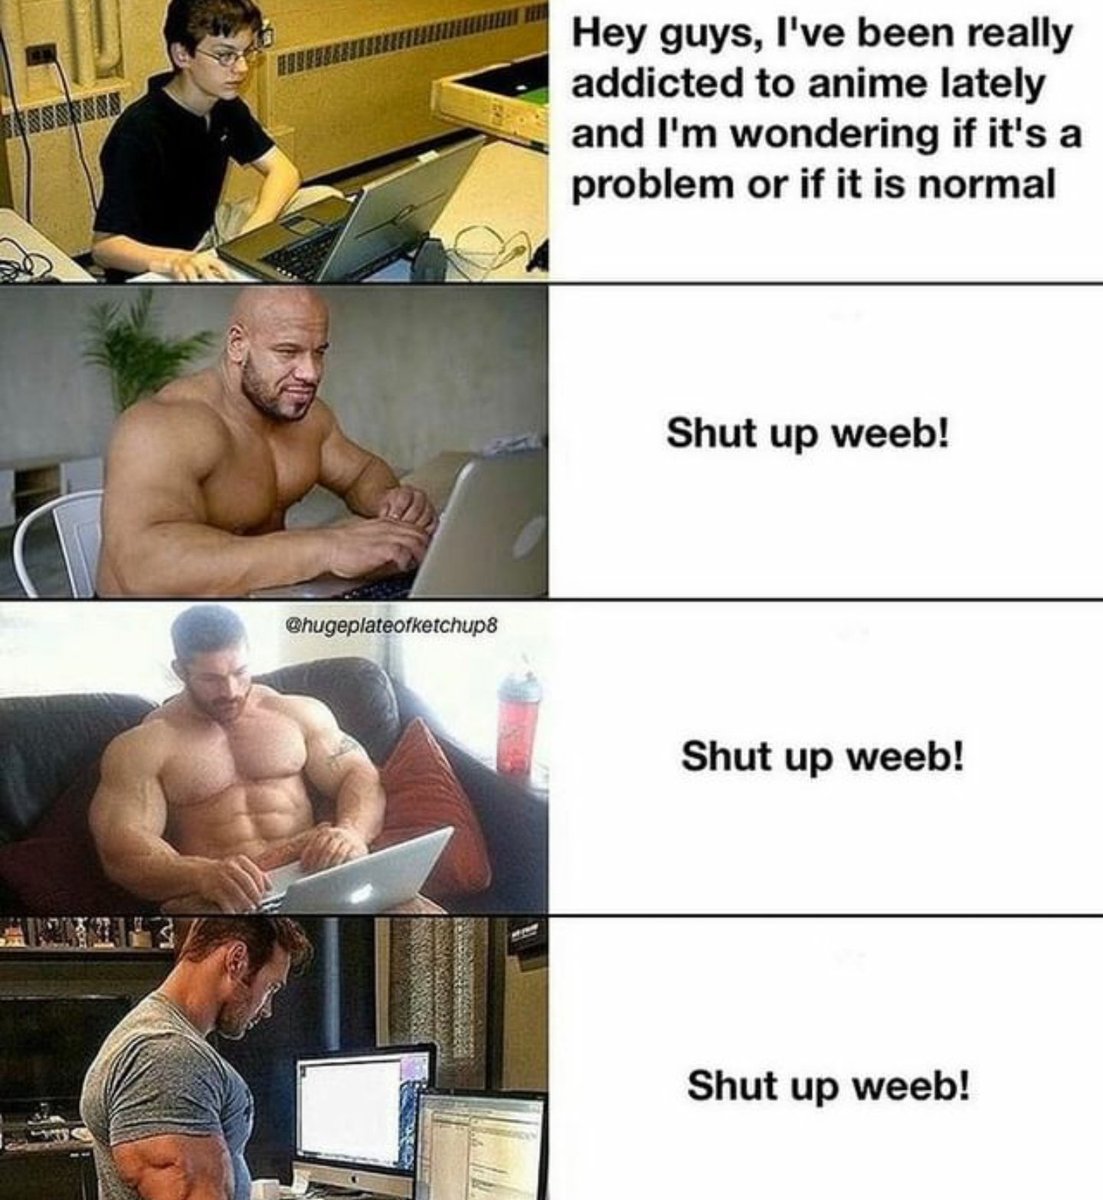 Hey guys, I've been really
addicted to anime lately
and I'm wondering if it's a
problem or if it is normal
Shut up weeb!
@hugeplateofketchup8
Shut up weeb!
Shut up weeb!